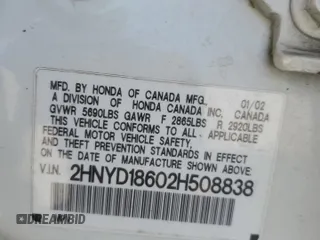 MFD. BY HONDA OF CANADA MFG., 01/02
A DIVISION OF HONDA CANADA INC. CANADA
GVWR 5690LBS GAWR F 2865LBS R 2920LBS
THIS VEHICLE CONFORMS TO ALL APPLICABLE
FEDERAL MOTOR VEHICLE SAFETY AND
THEFT PREVENTION STANDARDS IN EFFECT
ON THE DATE OF MANUFACTURE SHOWN ABOVE
V.I.N. 2HNYD18602H508838
AUTOHELPERBOT.COM